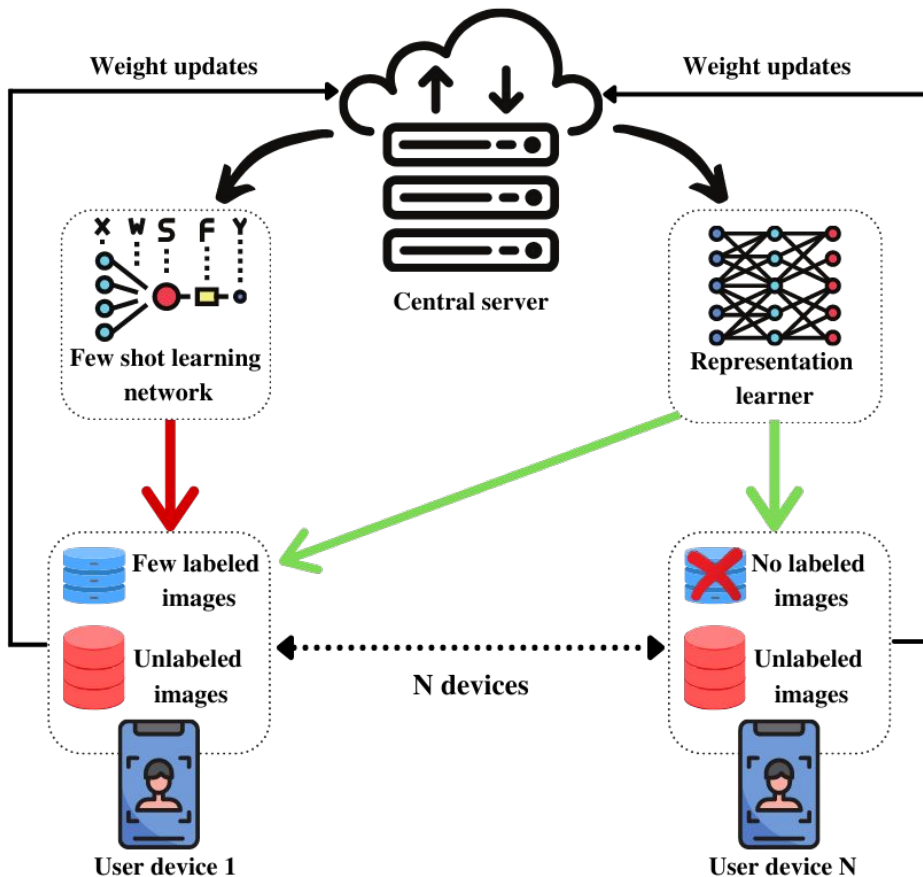 Weight updates
Weight updates
X W S F Y
Central server
Few shot learning
network
Representation
learner
Few labeled
images
No labeled
images
Unlabeled
images
Unlabeled
images
N devices
User device 1
User device N